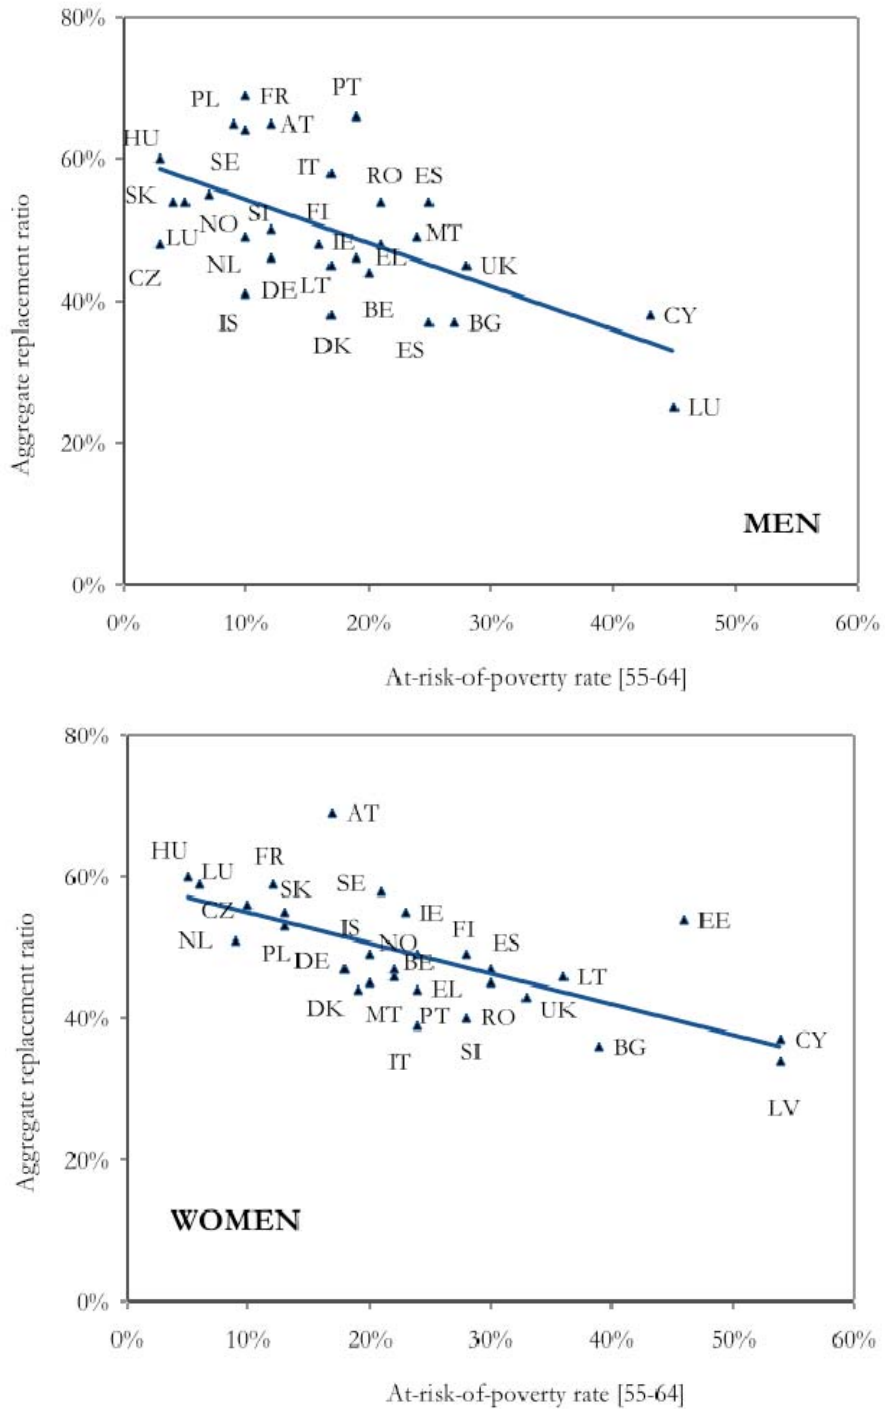 80%
PT
PL FR
AT
HU
60%
SE IT
RO ES
SK
SI FI
NO MT
LU IE
EL
NL UK
CZ
DE LT
40%
BE
IS BG CY
DK ES
LU
20%
MEN
0%
0% 10% 20% 30% 40% 50% 60%
Aggregate replacement ratio
At-risk-of-poverty rate [55-64]
80%
AT
HU FR
LU
60%
SK SE
CZ IE EE
IS FI
NL NO ES
PL DE BE
LT
EL
DK MT PT RO UK
40%
IT SI BG CY
LV
20%
WOMEN
0%
0% 10% 20% 30% 40% 50% 60%
Aggregate replacement ratio
At-risk-of-poverty rate [55-64]